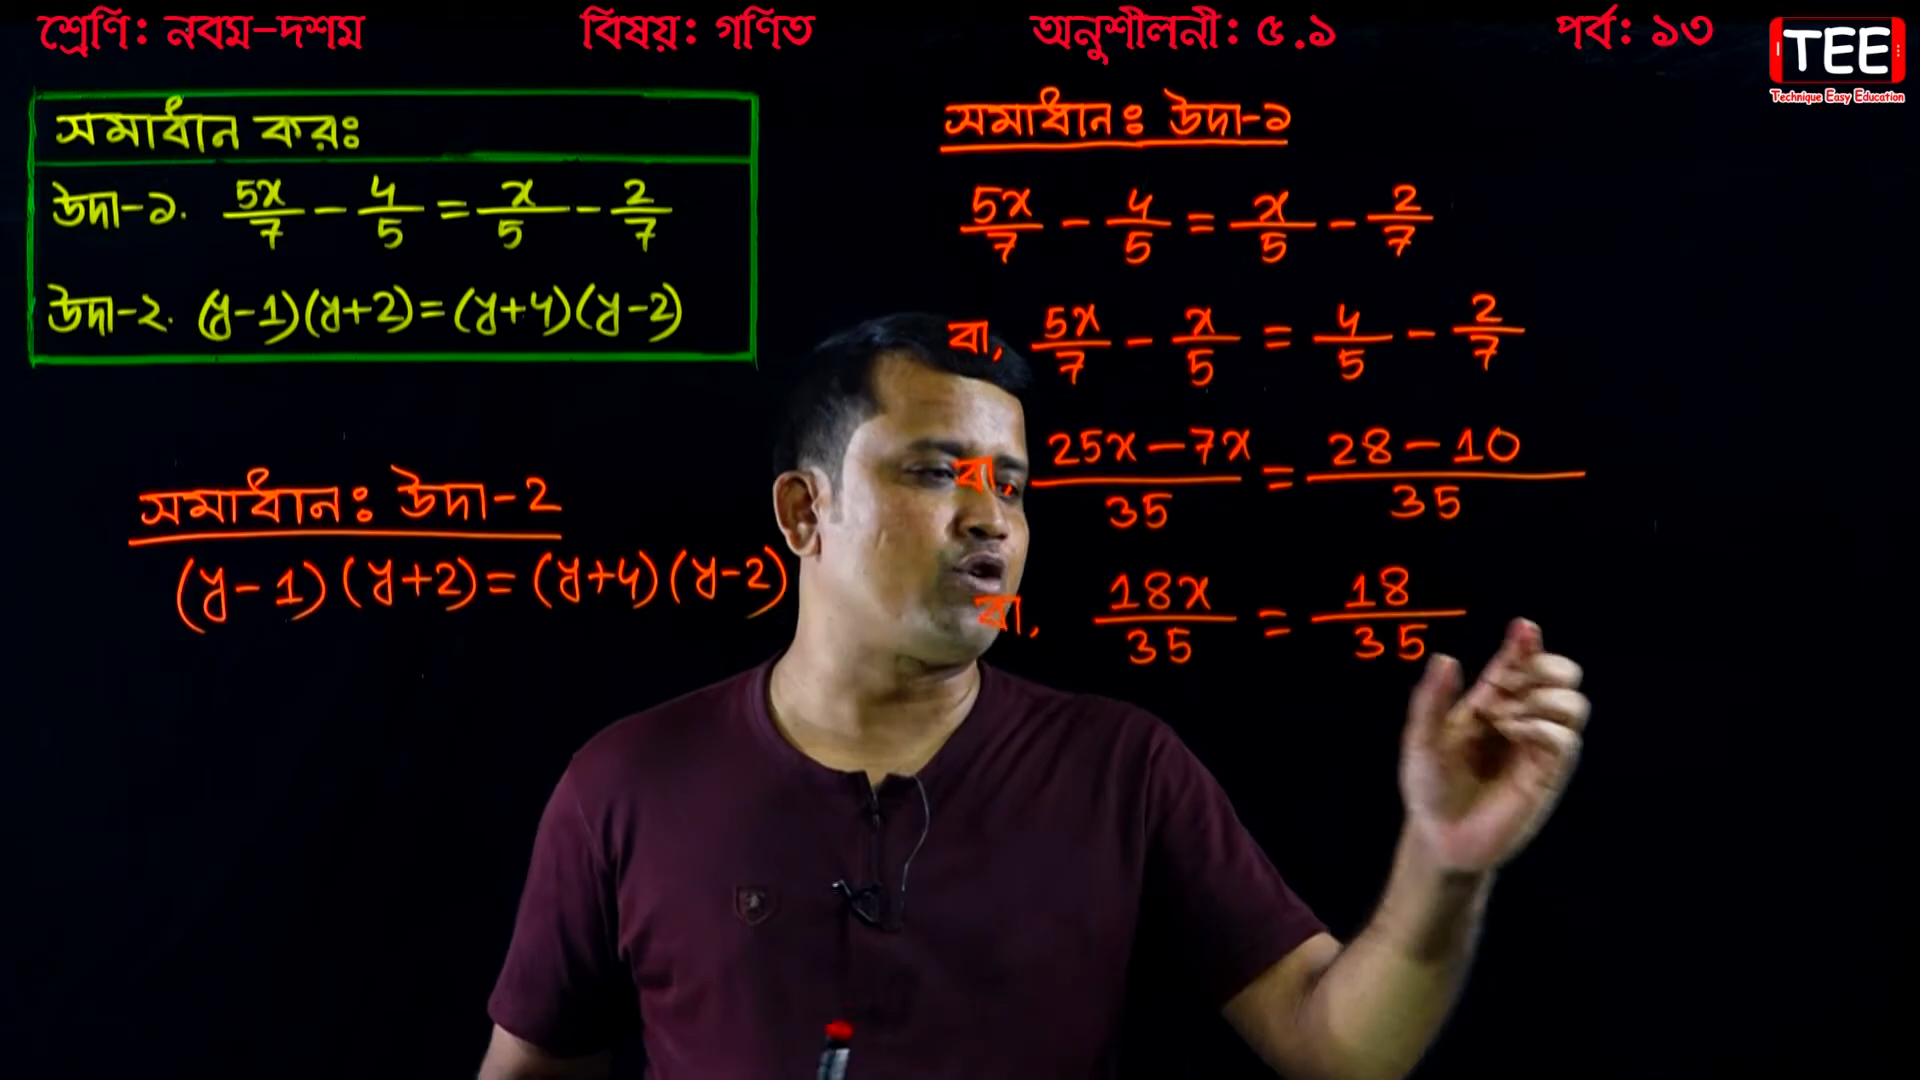 শ্রেণি: নবম-দশম বিষয়: গণিত অনুশীলনী: ৫.১ পর্ব: ১৩
TEE
Technique Easy Education
সমাধান করঃ
উদা-১. 5x/7 - 4/5 = x/5 - 2/7
উদা-২. (y-1)(y+2)=(y+4)(y-2)
সমাধানঃ উদা-2
(y-1)(y+2)=(y+4)(y-2)
সমাধানঃ উদা-১
5x/7 - 4/5 = x/5 - 2/7
বা, 5x/7 - x/5 = 4/5 - 2/7
বা, 25x-7x/35 = 28-10/35
বা, 18x/35 = 18/35